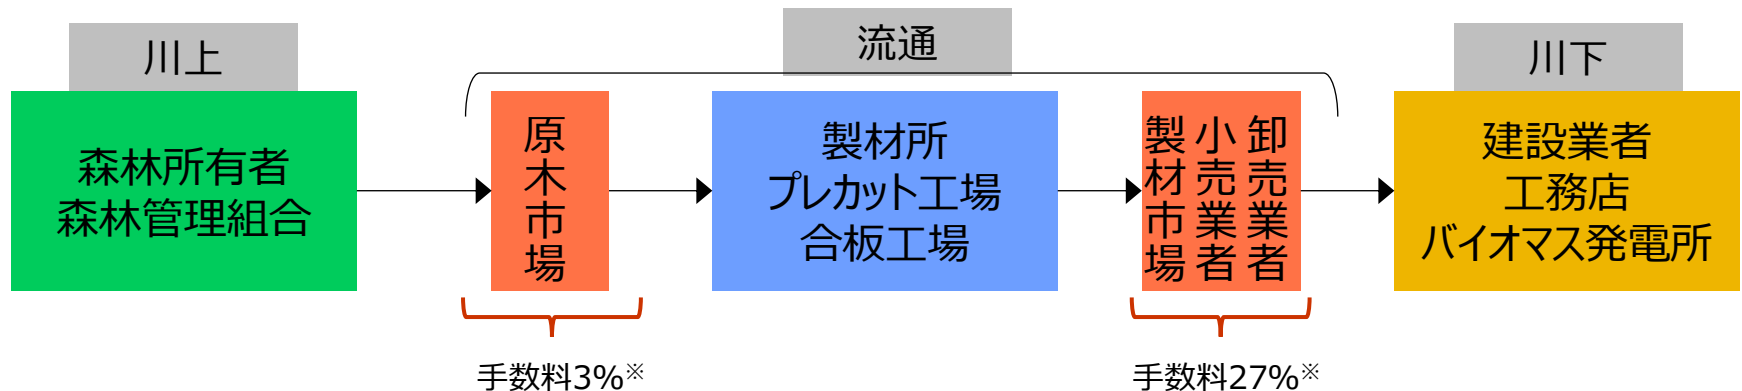 川上
流通
川下
森林所有者
森林管理組合
原木市場
製材所
プレカット工場
合板工場
卸売業者
小売業者
製材市場
建設業者
工務店
バイオマス発電所
手数料3%※
手数料27%※